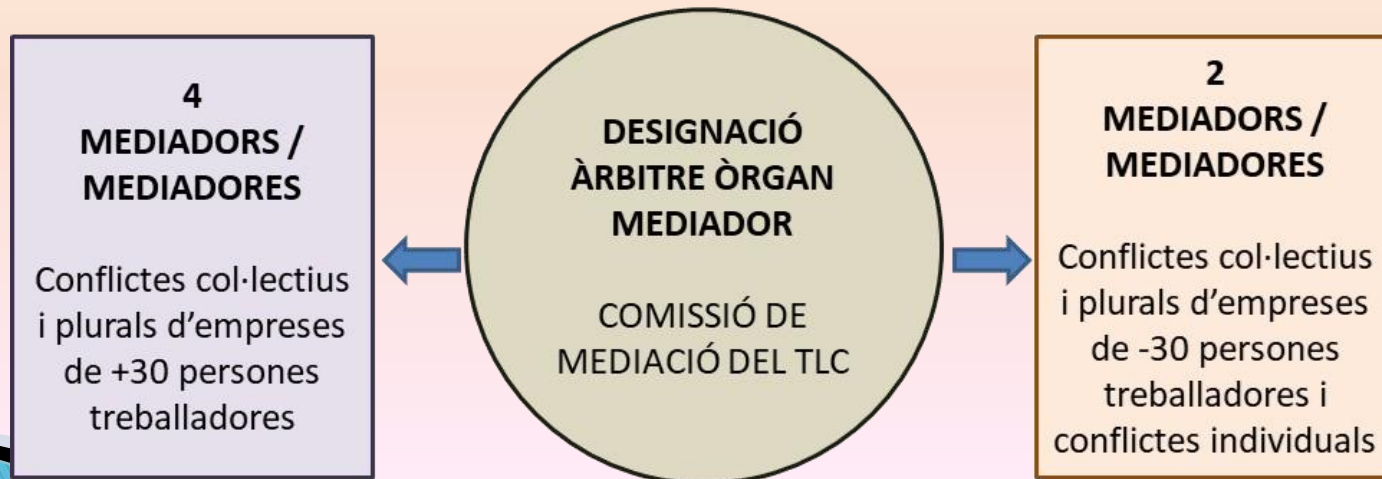 4
MEDIADORS /
MEDIADORES
Conflictes col·lectius
i plurals d'empreses
de +30 persones
treballadores
DESIGNACIÓ
ÀRBITRE ÒRGAN
MEDIADOR
COMISSIÓ DE
MEDIACIÓ DEL TLC
2
MEDIADORS /
MEDIADORES
Conflictes col·lectius
i plurals d'empreses
de -30 persones
treballadores i
conflictes individuals